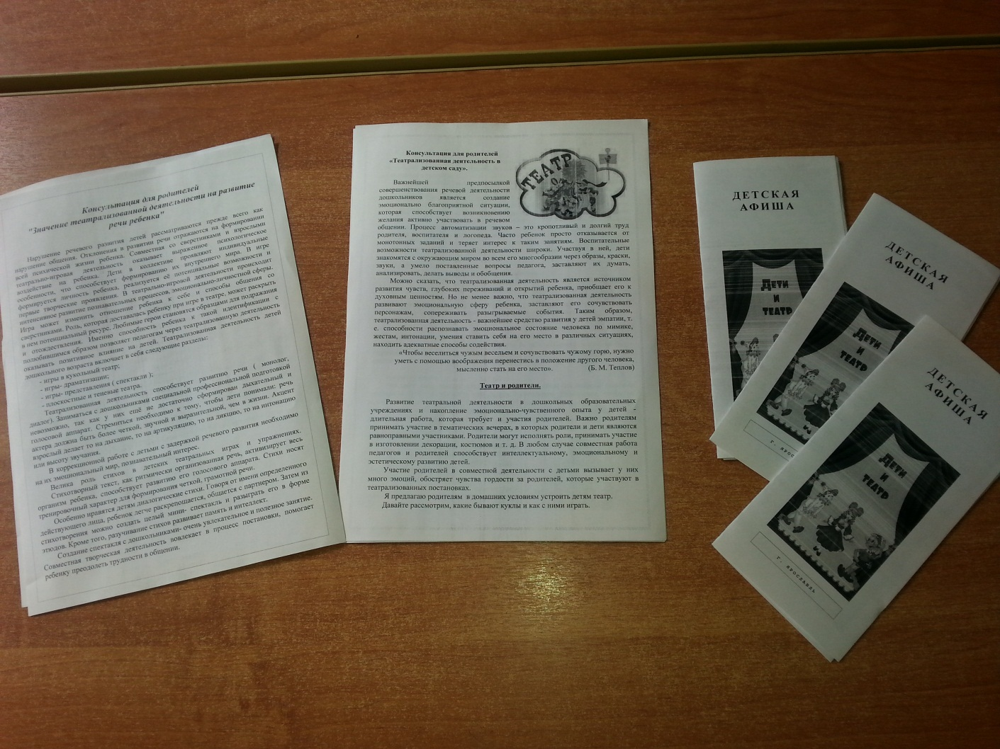 Консультация для родителей
"Значение театрализованной деятельности на развитие
речи ребенка"
Нарушение речевого развития детей рассматриваются прежде всего как
нарушение общения. Отклонения в развитии речи отражаются на формировании
всей психической жизни ребенка. Совместная со сверстниками и взрослыми
театрально-игровая деятельность оказывает выраженное психологическое
воздействие на ребенка. Дети в коллективе проявляют индивидуальные
особенности, что способствует формированию их внутреннего мира. В игре
формируется личность ребенка, реализуется её потенциальные возможности и
первые творческие проявления. В театрально-игровой деятельности происходит
интенсивное развитие познавательных процессов, эмоционально-личностной сферы.
Игра может изменить отношение ребенка к себе и способы общения со
сверстниками. Роль, которая доставалась ребенку при игре в театре, может раскрыть
в нем потенциальный ресурс. Любимые герои становятся образцами для подражания
и отождествления. Именно способность ребенка к такой идентификации с
полюбившимся образом позволяет педагогам через театрализованную деятельность
оказывать позитивное влияние на детей. Театрализованная деятельность детей
дошкольного возраста включает в себя следующие разделы:
- игры в кукольный театр;
- игры- драматизации;
- игры- представления ( спектакли );
- плоскостные и теневые театра.
Театрализованная деятельность способствует развитию речи ( монолог,
диалог). Заниматься с дошкольниками специальной профессиональной подготовкой
невозможно, так как у них ещё не достаточно сформирован дыхательный и
голосовой аппарат. Стремиться необходимо к тому, чтобы дети понимали: речь
актера должна быть более четкой, звучной и выразительной, чем в жизни. Акцент
взрослый делает то на дыхание, то на артикуляцию, то на дикцию, то на интонацию
или высоту звучания.
В коррекционной работе с детьми с задержкой речевого развития необходимо
на их эмоциональный мир, познавательный интерес.
Велика роль стихов в детских театральных играх и упражнениях.
Стихотворный текст, как ритмически организованная речь, активизирует весь
организм ребенка, способствует развитию его голосового аппарата. Стихи носят
тренировочный характер для формирования четкой, грамотной речи.
Особенно нравятся детям диалогические стихи. Говоря от имени определенного
действующего лица, ребенок легче раскрепощается, общается с партнером. Затем из
стихотворения можно создать целый мини- спектакль и разыграть его в форме
этюдов. Кроме того, разучивание стихов развивает память и интеллект.
Создание спектакля с дошкольниками- очень увлекательное и полезное занятие.
Совместная творческая деятельность вовлекает в процесс постановки, помогает
ребенку преодолеть трудности в общении.
Консультация для родителей
«Театрализованная деятельность в
детском саду».
ТЕАТР
Важнейшей предпосылкой
совершенствования речевой деятельности
дошкольников является создание
эмоционально благоприятной ситуации,
которая способствует возникновению
желания активно участвовать в речевом
общении. Процесс автоматизации звуков – это кропотливый и долгий труд
родителя, воспитателя и логопеда. Часто ребенок просто отказывается от
монотонных заданий и теряет интерес к таким занятиям. Воспитательные
возможности театрализованной деятельности широки. Участвуя в ней, дети
знакомятся с окружающим миром во всем его многообразии через образы, краски,
звуки, а умело поставленные вопросы педагога, заставляют их думать,
анализировать, делать выводы и обобщения.
Можно сказать, что театрализованная деятельность является источником
развития чувств, глубоких переживаний и открытий ребенка, приобщает его к
духовным ценностям. Но не менее важно, что театрализованная деятельность
развивают эмоциональную сферу ребенка, заставляет его сочувствовать
персонажам, сопереживать разыгрываемые события. Таким образом,
театрализованная деятельность - важнейшее средство развития у детей эмпатии, т.
е. способности распознавать эмоциональное состояние человека по мимике,
жестам, интонации, умения ставить себя на его место в различных ситуациях,
находить адекватные способы содействия.
«Чтобы веселиться чужым весельем и сочувствовать чужому горю, нужно
уметь с помощью воображения перенестись в положение другого человека,
мысленно стать на его место». (Б. М. Теплов)
Театр и родители.
Развитие театральной деятельности в дошкольных образовательных
учреждениях и накопление эмоционально-чувственного опыта у детей -
длительная работа, которая требует и участия родителей. Важно родителям
принимать участие в тематических вечерах, в которых родители и дети являются
равноправными участниками. Родители могут исполнять роли, принимать участие
в изготовлении декорации, костюмов и т. д. В любом случае совместная работа
педагогов и родителей способствует интеллектуальному, эмоциональному и
эстетическому развитию детей.
Участие родителей в совместной деятельности с детьми вызывает у них
много эмоций, обостряет чувства гордости за родителей, которые участвуют в
театрализованных постановках.
Я предлагаю родителям в домашних условиям устроить детям театр.
Давайте рассмотрим, какие бывают куклы и как с ними играть.
ДЕТСКАЯ
АФИША
Дети
и
ТЕАТР
ДЕТСКАЯ
АФИША
Дети
и
ТЕАТР
г. ЯРОСЛАВ
ДЕТСКАЯ
АФИША
Дети
и
ТЕАТР
г. ЯРОСЛАВЛЬ